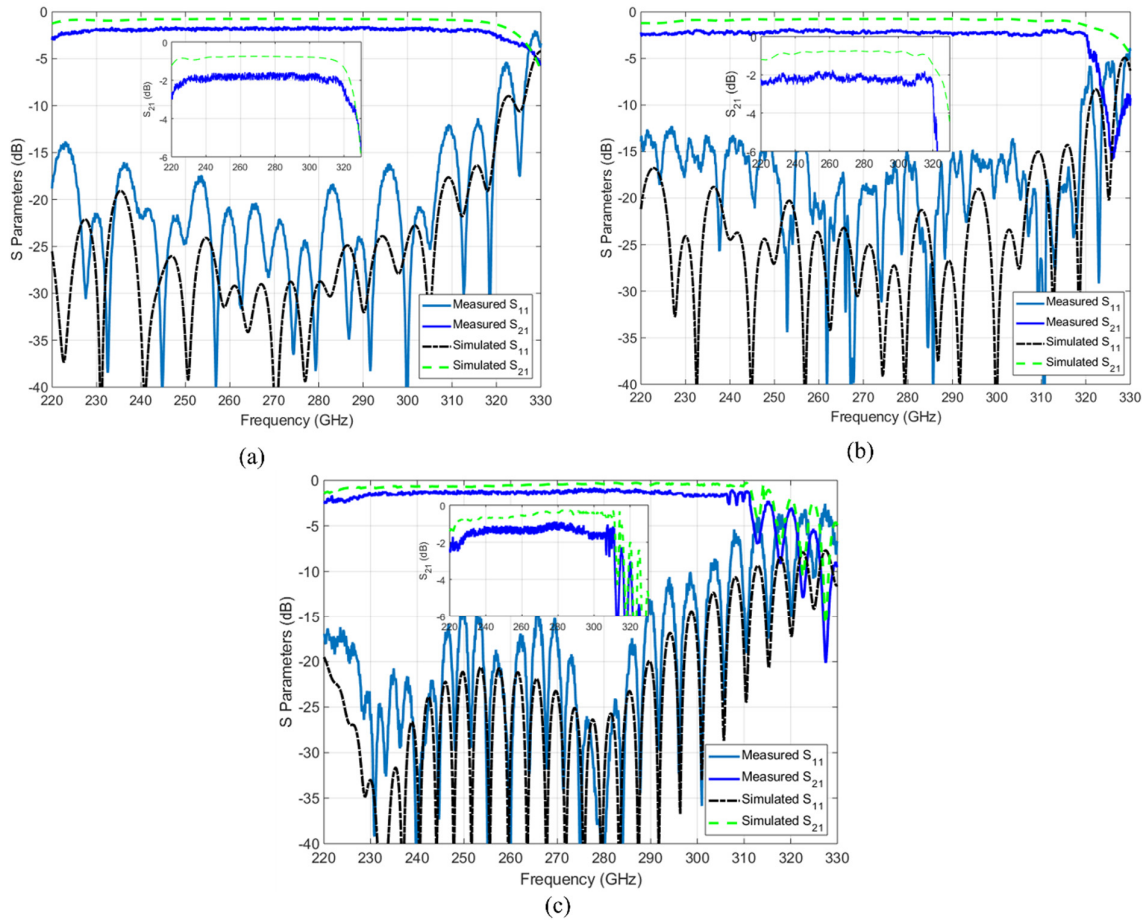 0
-5
-10
-15
-20
-25
-30
-35
-40
S Parameters (dB)
220 230 240 250 260 270 280 290 300 310 320 330
Frequency (GHz)
0
-2
-4
-6
S21 (dB)
220 240 260 280 300 320
Measured S11
Measured S21
Simulated S11
Simulated S21
(a)
0
-5
-10
-15
-20
-25
-30
-35
-40
S Parameters (dB)
220 230 240 250 260 270 280 290 300 310 320 330
Frequency (GHz)
0
-2
-4
-6
S21 (dB)
220 240 260 280 300 320
Measured S11
Measured S21
Simulated S11
Simulated S21
(b)
0
-5
-10
-15
-20
-25
-30
-35
-40
S Parameters (dB)
220 230 240 250 260 270 280 290 300 310 320 330
Frequency (GHz)
0
-2
-4
-6
S21 (dB)
220 240 260 280 300 320
Measured S11
Measured S21
Simulated S11
Simulated S21
(c)